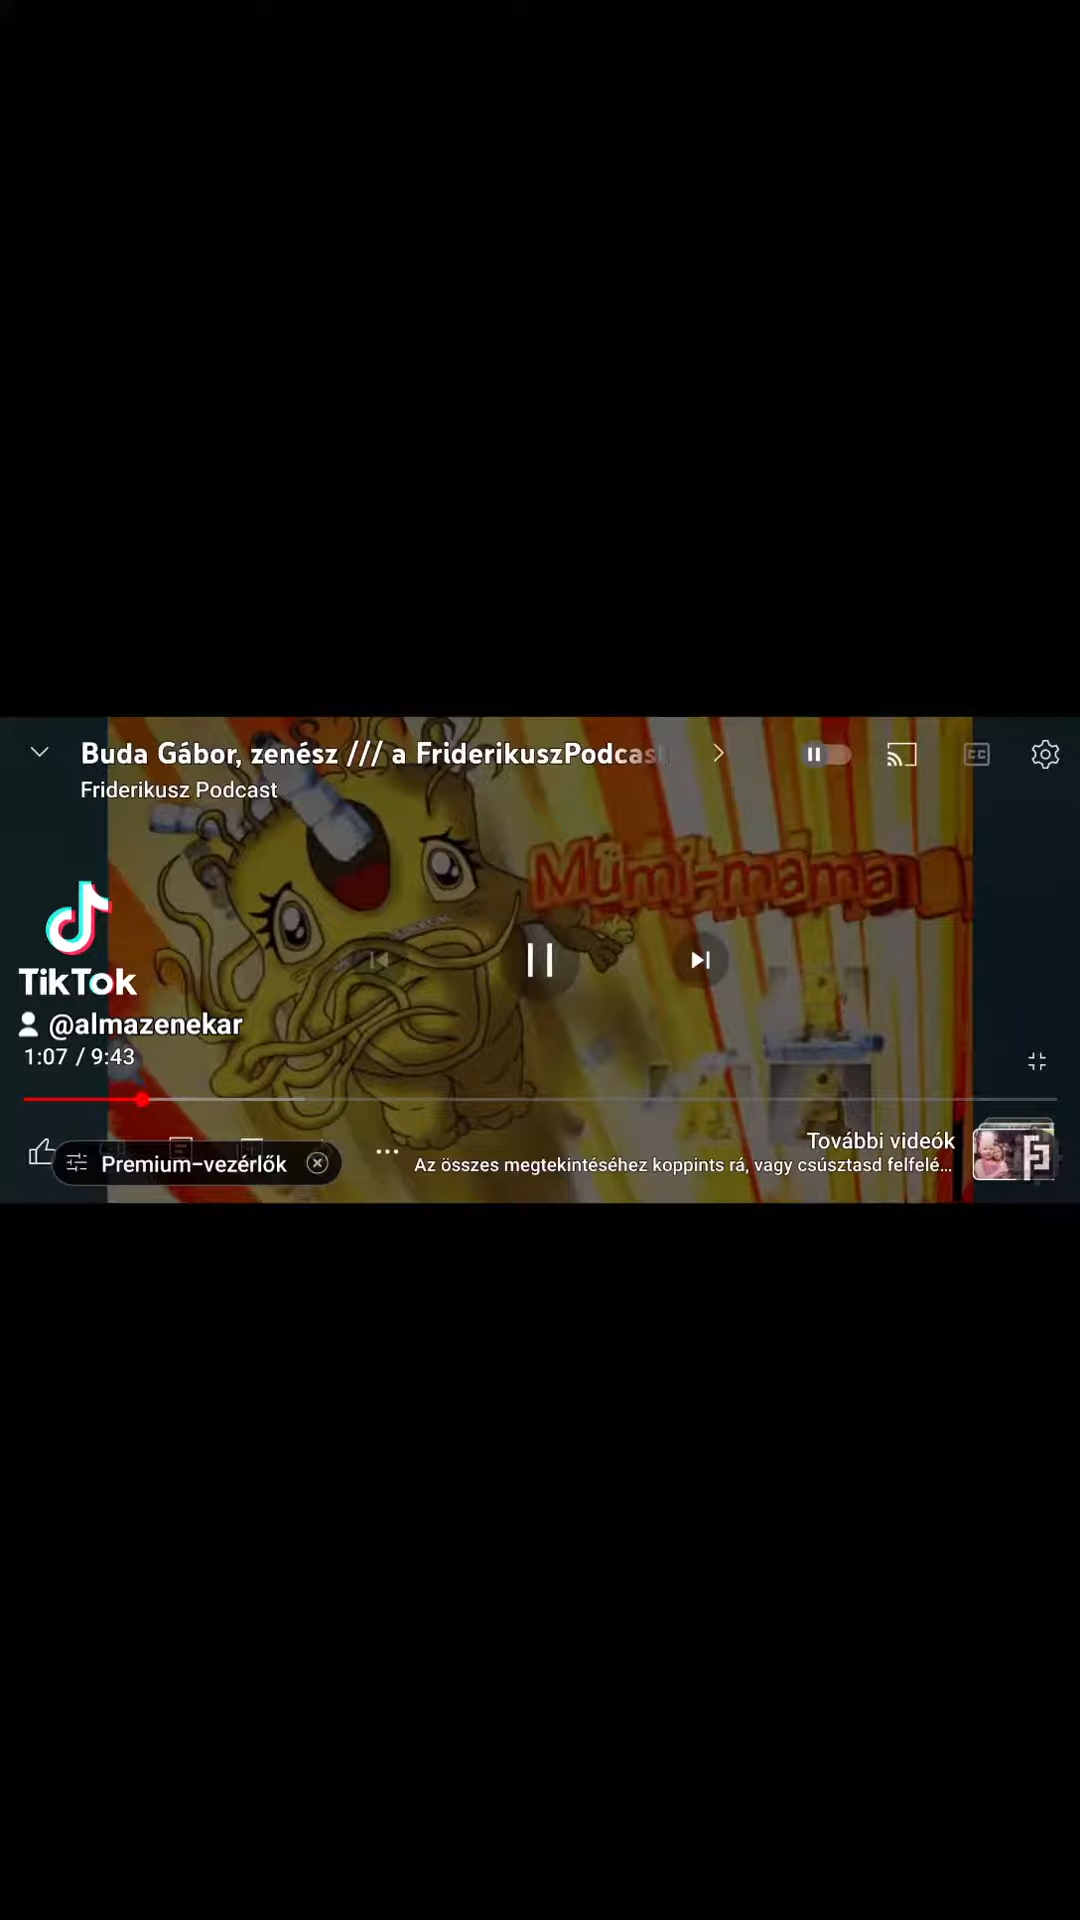 Buda Gábor, zenész /// a FriderikuszPodcas
Friderikusz Podcast
CC
Mümi-mama
TikTok
@almazenekar
1:07 / 9:43
További videók
Premium-vezérlők
Az összes megtekintéséhez koppints rá, vagy csúsztasd felfelé...